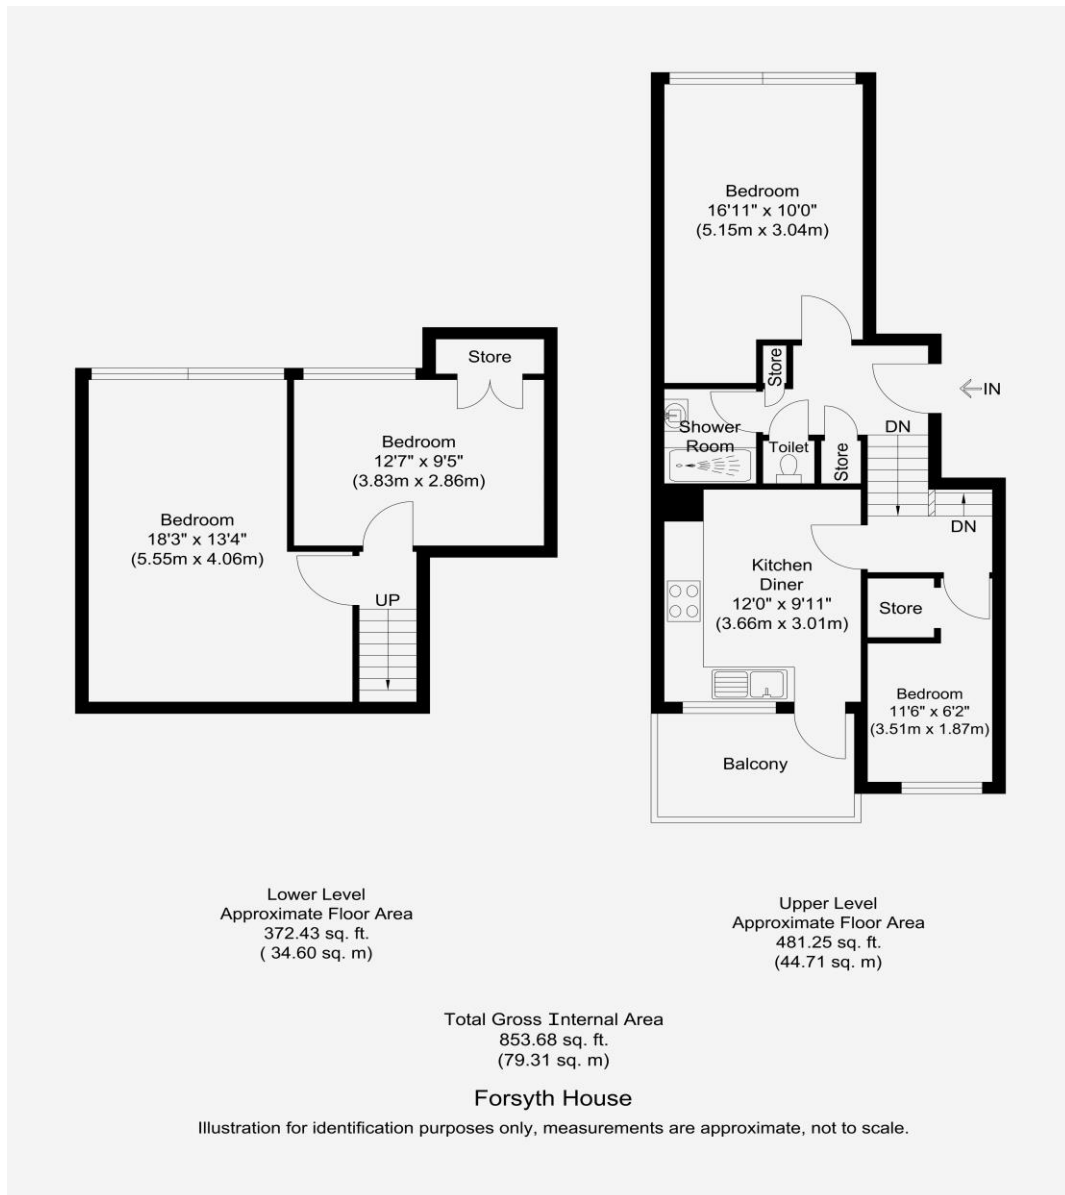 Bedroom
16'11" x 10'0"
(5.15m x 3.04m)
Store
IN
Shower
Room
Toilet
Store
DN
DN
Kitchen
Diner
12'0" x 9'11"
(3.66m x 3.01m)
Store
Bedroom
11'6" x 6'2"
(3.51m x 1.87m)
Balcony
Store
Bedroom
12'7" x 9'5"
(3.83m x 2.86m)
Bedroom
18'3" x 13'4"
(5.55m x 4.06m)
UP
Lower Level
Approximate Floor Area
372.43 sq. ft.
( 34.60 sq. m)
Upper Level
Approximate Floor Area
481.25 sq. ft.
(44.71 sq. m)
Total Gross Internal Area
853.68 sq. ft.
(79.31 sq. m)
Forsyth House
Illustration for identification purposes only, measurements are approximate, not to scale.